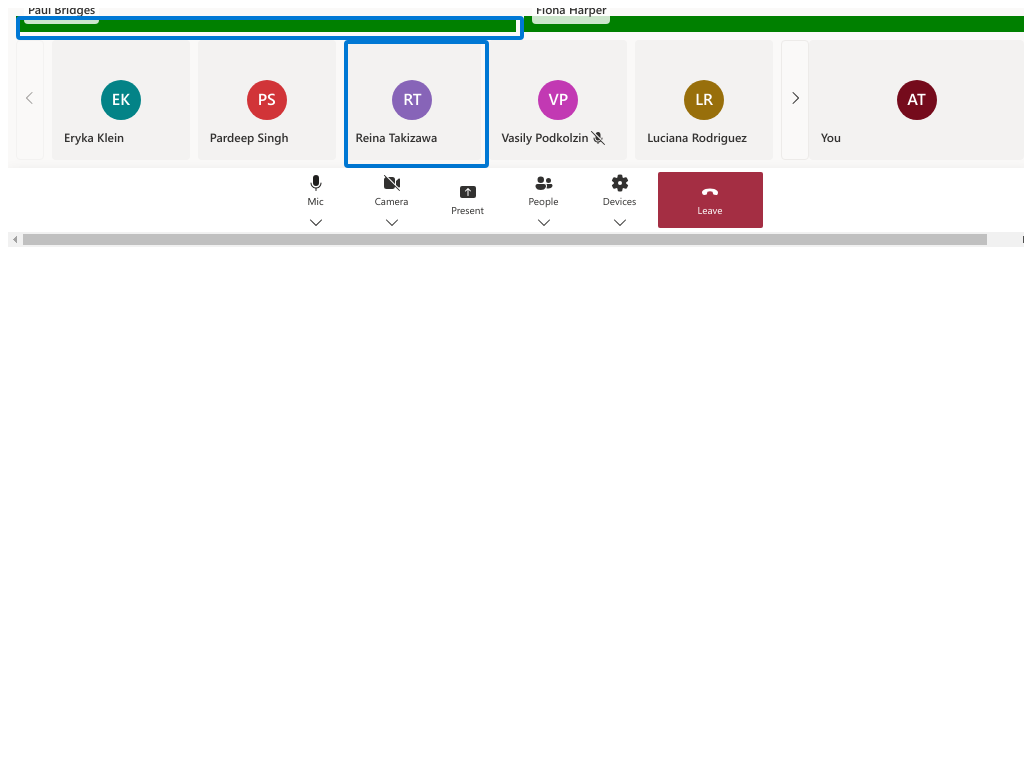 Paul Bridges
Fiona Harper
EK
PS
RT
VP
LR
AT
Eryka Klein
Pardeep Singh
Reina Takizawa
Vasily Podkolzin
Luciana Rodriguez
You
Mic
Camera
Present
People
Devices
Leave